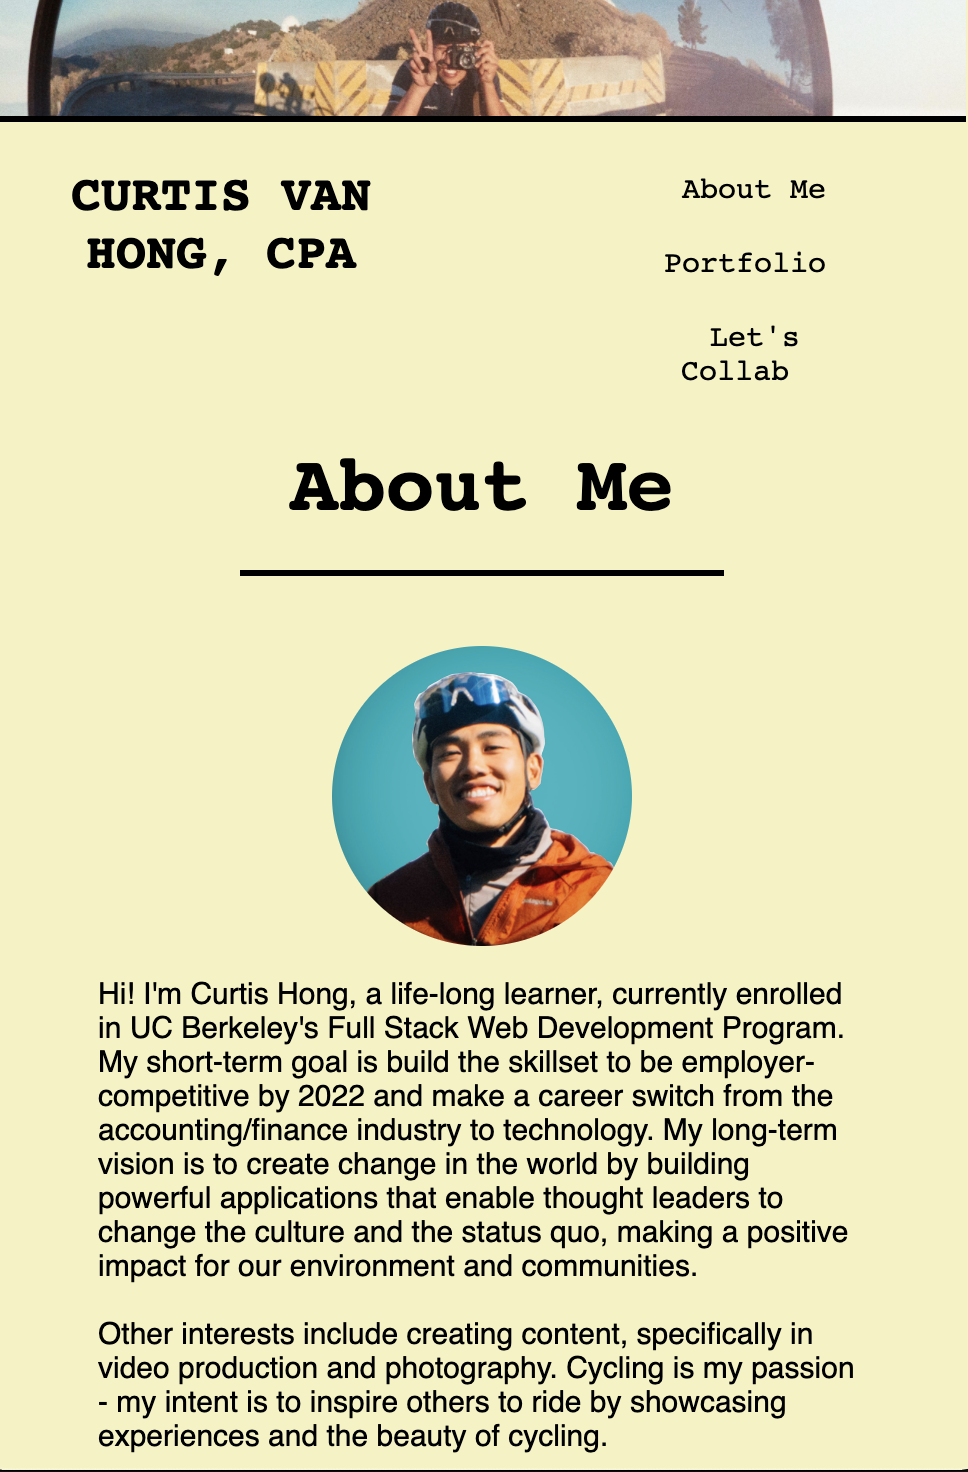 CURTIS VAN
HONG, CPA
About Me
Portfolio
Let's
Collab
About Me
Hi! I'm Curtis Hong, a life-long learner, currently enrolled
in UC Berkeley's Full Stack Web Development Program.
My short-term goal is build the skillset to be employer-
competitive by 2022 and make a career switch from the
accounting/finance industry to technology. My long-term
vision is to create change in the world by building
powerful applications that enable thought leaders to
change the culture and the status quo, making a positive
impact for our environment and communities.
Other interests include creating content, specifically in
video production and photography. Cycling is my passion
- my intent is to inspire others to ride by showcasing
experiences and the beauty of cycling.